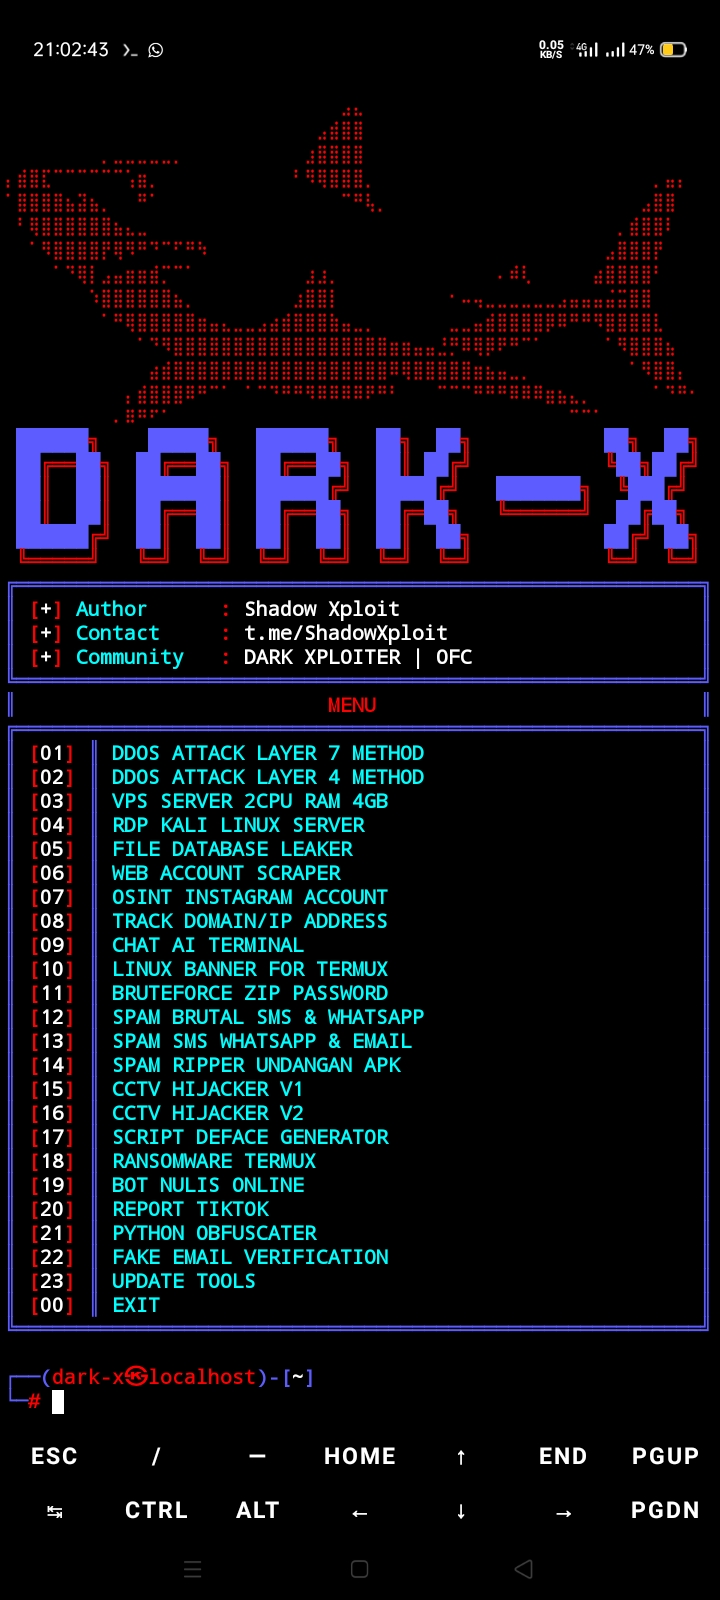 21:02:43
0.05 KB/S 4G 47%
DARK-X
[+] Author : Shadow Xploit
[+] Contact : t.me/ShadowXploit
[+] Community : DARK XPLOITER | OFC
MENU
[01] DDOS ATTACK LAYER 7 METHOD
[02] DDOS ATTACK LAYER 4 METHOD
[03] VPS SERVER 2CPU RAM 4GB
[04] RDP KALI LINUX SERVER
[05] FILE DATABASE LEAKER
[06] WEB ACCOUNT SCRAPER
[07] OSINT INSTAGRAM ACCOUNT
[08] TRACK DOMAIN/IP ADDRESS
[09] CHAT AI TERMINAL
[10] LINUX BANNER FOR TERMUX
[11] BRUTEFORCE ZIP PASSWORD
[12] SPAM BRUTAL SMS & WHATSAPP
[13] SPAM SMS WHATSAPP & EMAIL
[14] SPAM RIPPER UNDANGAN APK
[15] CCTV HIJACKER V1
[16] CCTV HIJACKER V2
[17] SCRIPT DEFACE GENERATOR
[18] RANSOMWARE TERMUX
[19] BOT NULIS ONLINE
[20] REPORT TIKTOK
[21] PYTHON OBFUSCATER
[22] FAKE EMAIL VERIFICATION
[23] UPDATE TOOLS
[00] EXIT
┌──(dark-x㉿localhost)-[~]
└─#
ESC / — HOME ↑ END PGUP
↹ CTRL ALT ← ↓ → PGDN